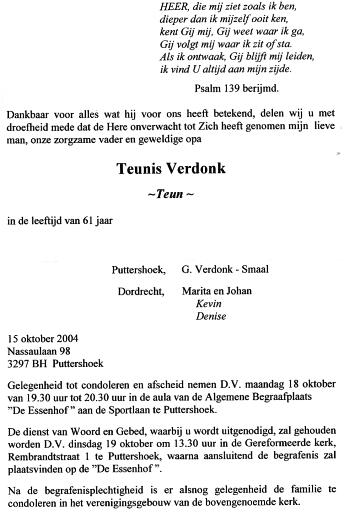 HEER, die mij ziet zoals ik ben,
dieper dan ik mijzelf ooit ken,
kent Gij mij, Gij weet waar ik ga,
Gij volgt mij waar ik zit of sta.
Als ik ontwaak, Gij blijft mij leiden,
ik vind U altijd aan mijn zijde.
Psalm 139 berijmd.
Dankbaar voor alles wat hij voor ons heeft betekend, delen wij u met
droefheid mede dat de Here onverwacht tot Zich heeft genomen mijn lieve
man, onze zorgzame vader en geweldige opa
Teunis Verdonk
~Teun ~
in de leeftijd van 61 jaar
Puttershoek, G. Verdonk - Smaal
Dordrecht, Marita en Johan
Kevin
Denise
15 oktober 2004
Nassaulaan 98
3297 BH Puttershoek
Gelegenheid tot condoleren en afscheid nemen D.V. maandag 18 oktober
van 19.30 uur tot 20.30 uur in de aula van de Algemene Begraafplaats
"De Essenhof" aan de Sportlaan te Puttershoek.
De dienst van Woord en Gebed, waarbij u wordt uitgenodigd, zal gehouden
worden D.V. dinsdag 19 oktober om 13.30 uur in de Gereformeerde kerk,
Rembrandtstraat 1 te Puttershoek, waarna aansluitend de begrafenis zal
plaatsvinden op de "De Essenhof".
Na de begrafenisplechtigheid is er alsnog gelegenheid de familie te
condoleren in het verenigingsgebouw van de bovengenoemde kerk.